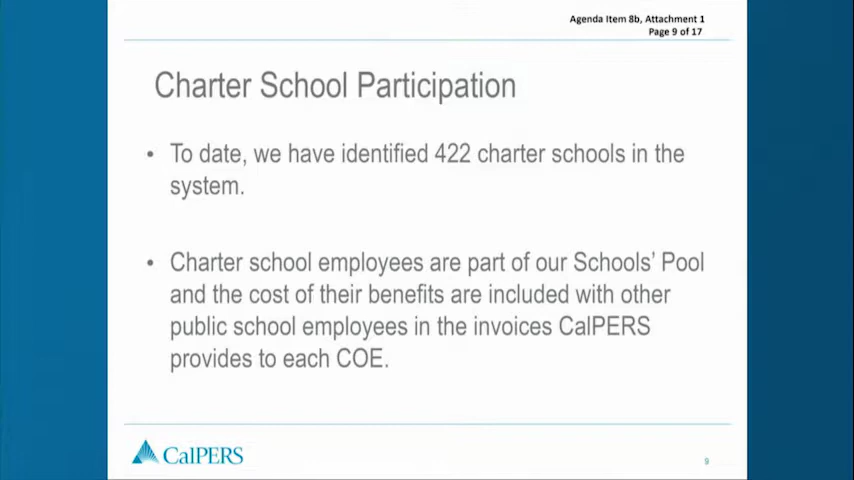 Agenda Item 8b, Attachment 1
Page 9 of 17
Charter School Participation
• To date, we have identified 422 charter schools in the
system.
• Charter school employees are part of our Schools' Pool
and the cost of their benefits are included with other
public school employees in the invoices CalPERS
provides to each COE.
CalPERS
9